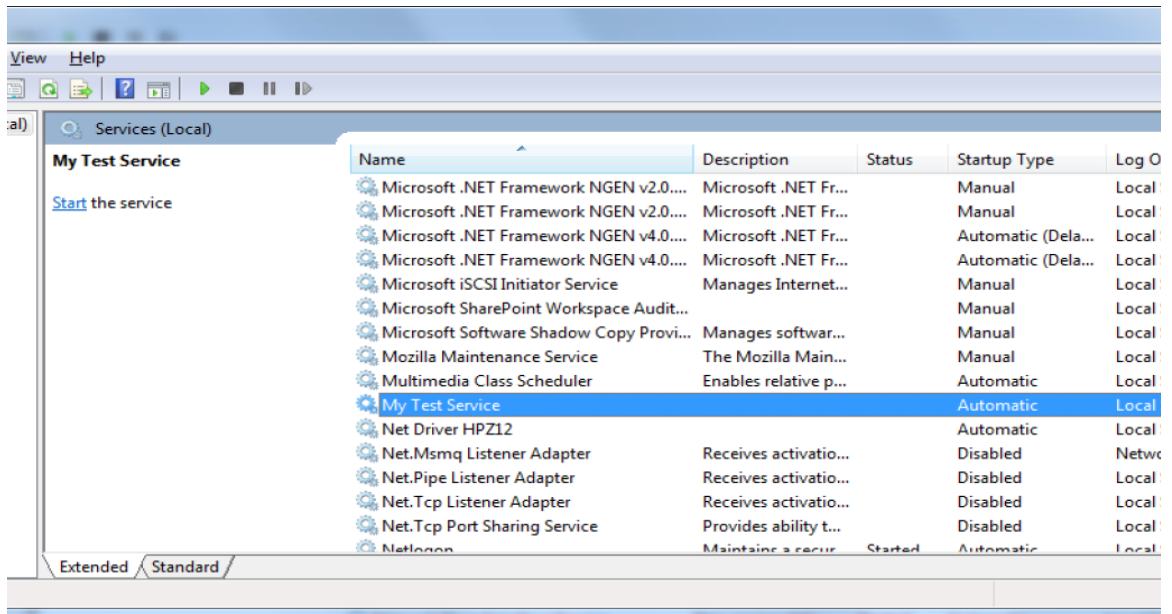 View Help
cal) Services (Local)
My Test Service
Start the service
Name Description Status Startup Type Log O
Microsoft .NET Framework NGEN v2.0.... Microsoft .NET Fr... Manual Local
Microsoft .NET Framework NGEN v2.0.... Microsoft .NET Fr... Manual Local
Microsoft .NET Framework NGEN v4.0.... Microsoft .NET Fr... Automatic (Dela... Local
Microsoft .NET Framework NGEN v4.0.... Microsoft .NET Fr... Automatic (Dela... Local
Microsoft iSCSI Initiator Service Manages Internet... Manual Local
Microsoft SharePoint Workspace Audit... Manual Local
Microsoft Software Shadow Copy Provi... Manages softwar... Manual Local
Mozilla Maintenance Service The Mozilla Main... Manual Local
Multimedia Class Scheduler Enables relative p... Automatic Local
My Test Service Automatic Local
Net Driver HPZ12 Automatic Local
Net.Msmq Listener Adapter Receives activatio... Disabled Netwo
Net.Pipe Listener Adapter Receives activatio... Disabled Local
Net.Tcp Listener Adapter Receives activatio... Disabled Local
Net.Tcp Port Sharing Service Provides ability t... Disabled Local
Netlogon Maintains a secur Started Automatic Local
Extended Standard